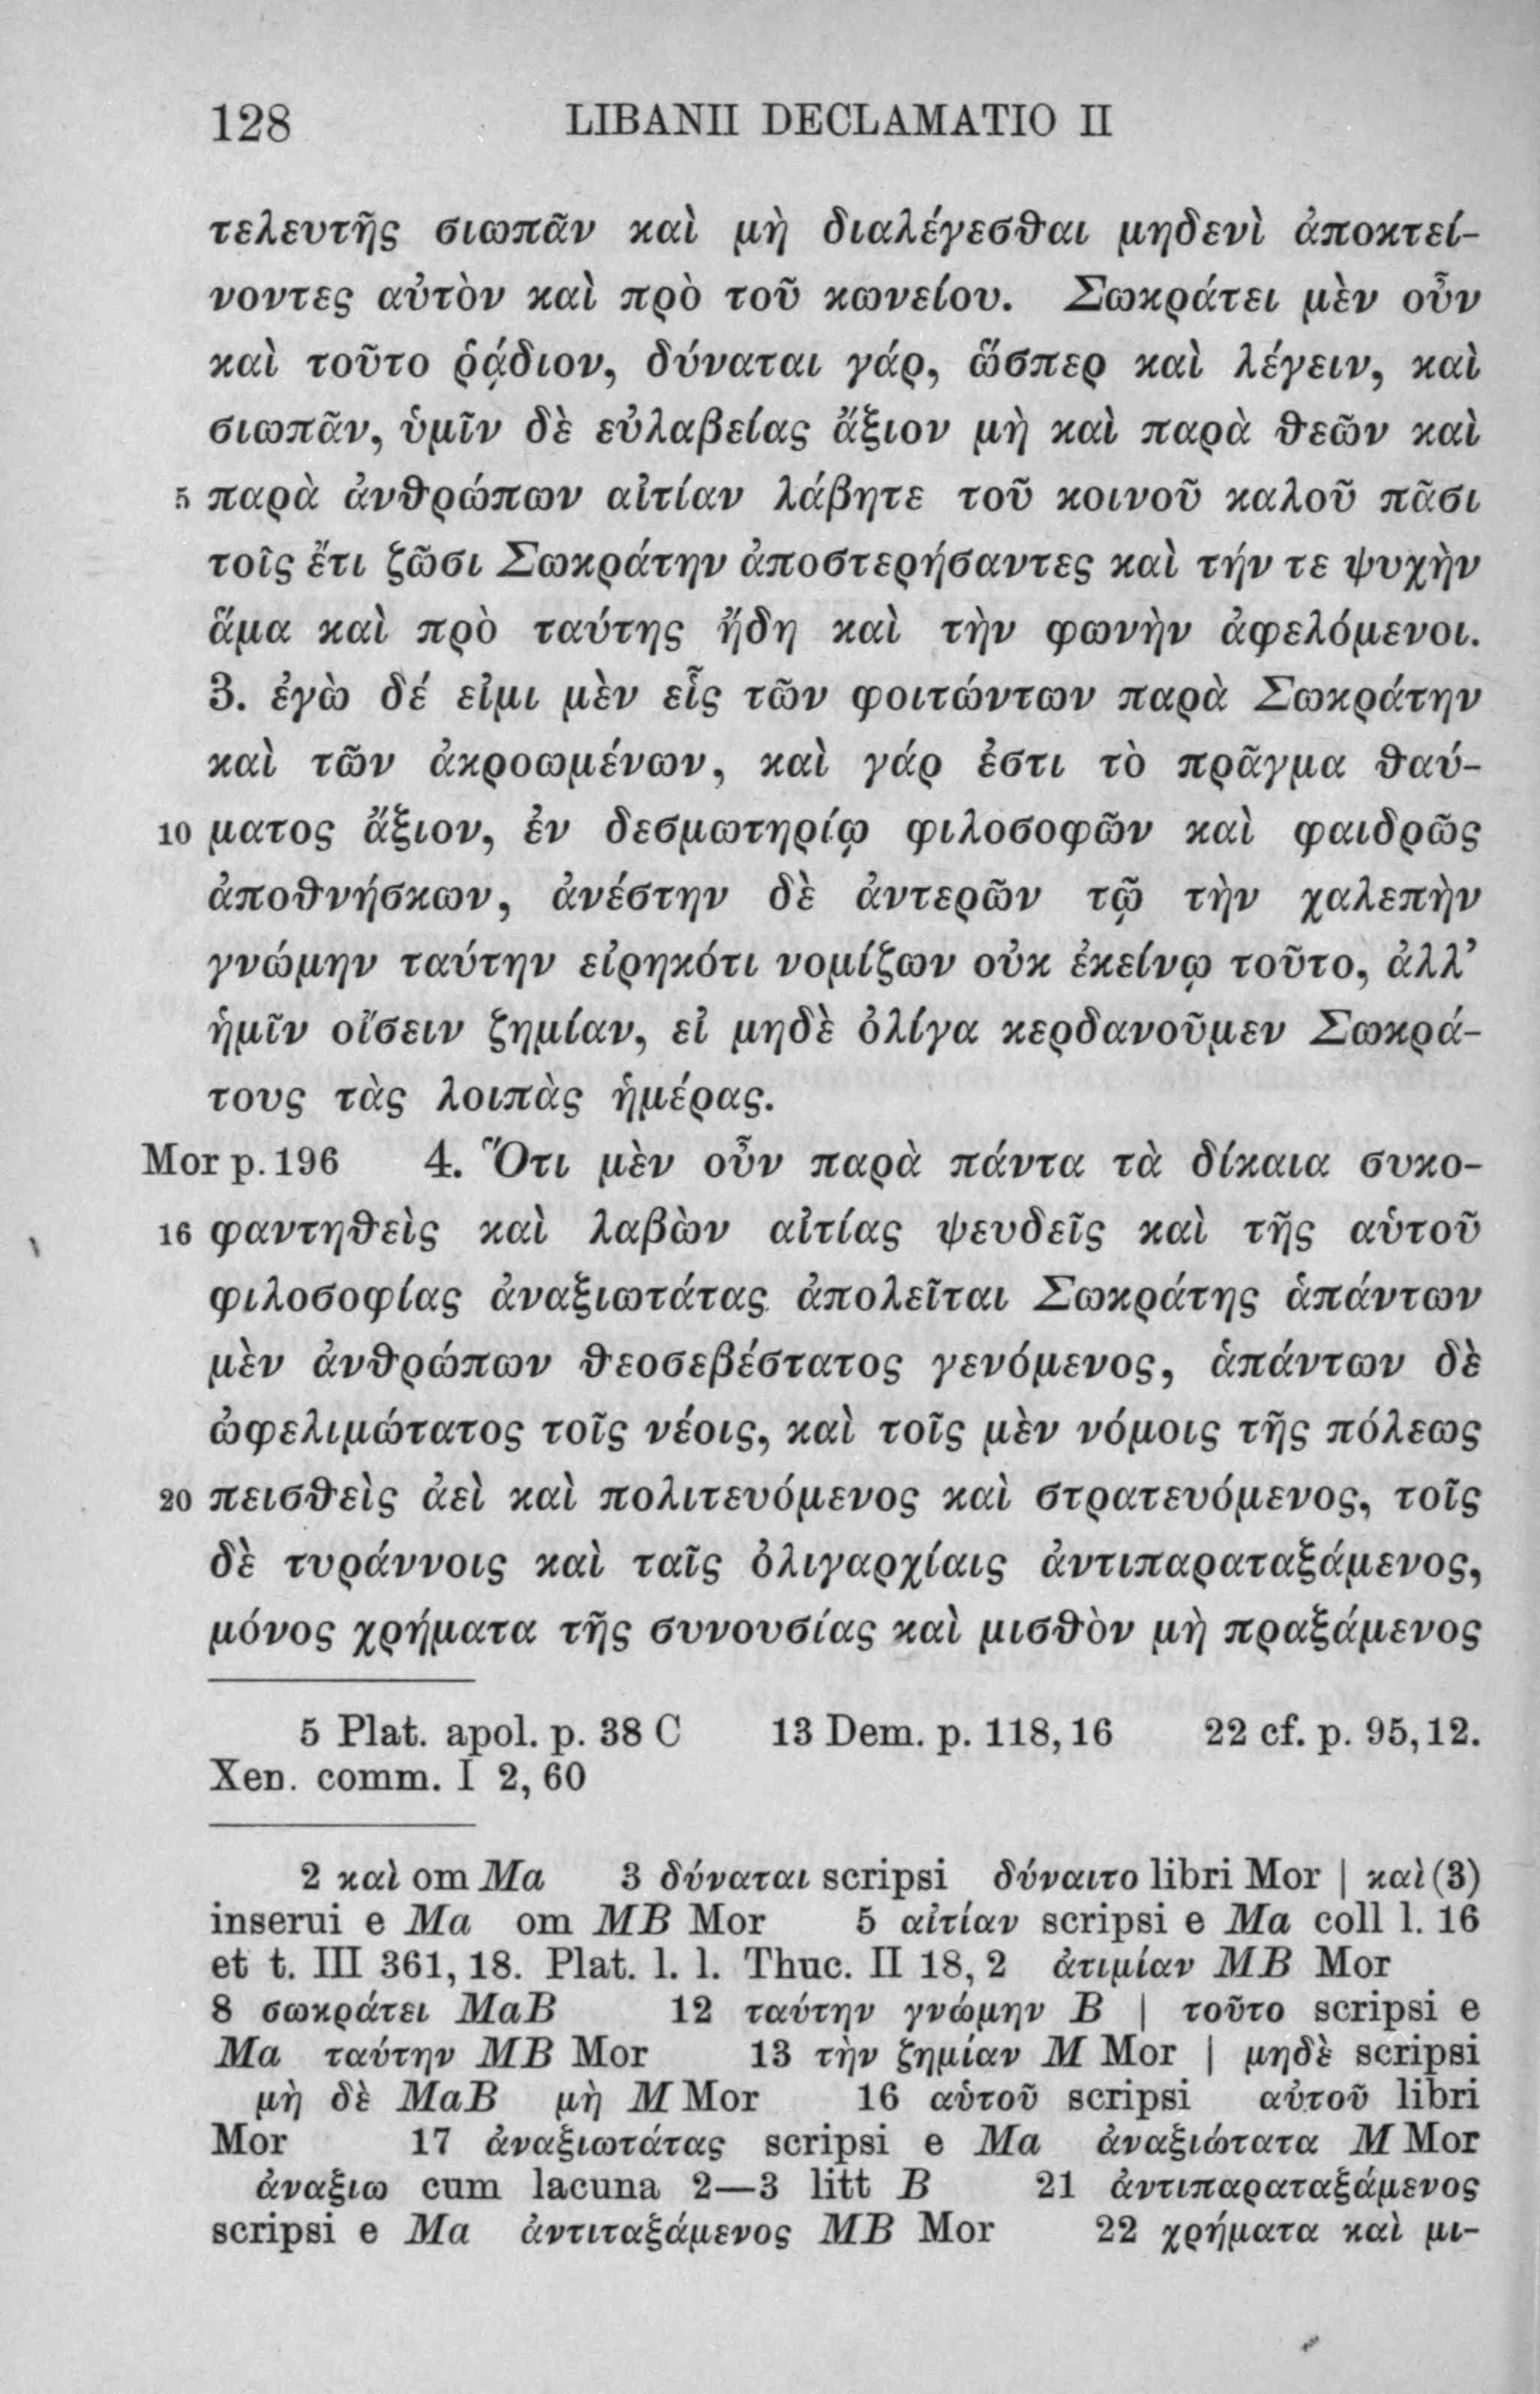 128 LIBANII DECLAMATIO II
τελευτῆς σιωπᾶν καὶ μὴ διαλέγεσθαι μηδενὶ ἀποκτεί-
νοντες αὐτὸν καὶ πρὸ τοῦ κωνείου. Σωκράτει μὲν οὖν
καὶ τοῦτο ῥᾴδιον, δύναται γάρ, ὥσπερ καὶ λέγειν, καὶ
σιωπᾶν, ὑμῖν δὲ εὐλαβείας ἄξιον μὴ καὶ παρὰ θεῶν καὶ
5 παρὰ ἀνθρώπων αἰτίαν λάβητε τοῦ κοινοῦ καλοῦ πᾶσι
τοῖς ἔτι ζῶσι Σωκράτην ἀποστερήσαντες καὶ τήν τε ψυχὴν
ἅμα καὶ πρὸ ταύτης ἤδη καὶ τὴν φωνὴν ἀφελόμενοι.
3. ἐγὼ δέ εἰμι μὲν εἷς τῶν φοιτώντων παρὰ Σωκράτην
καὶ τῶν ἀκροωμένων, καὶ γάρ ἐστι τὸ πρᾶγμα θαύ-
10 ματος ἄξιον, ἐν δεσμωτηρίῳ φιλοσοφῶν καὶ φαιδρῶς
ἀποθνήσκων, ἀνέστην δὲ ἀντερῶν τῷ τὴν χαλεπὴν
γνώμην ταύτην εἰρηκότι νομίζων οὐκ ἐκείνῳ τοῦτο, ἀλλ’
ἡμῖν οἴσειν ζημίαν, εἰ μηδὲ ὀλίγα κερδανοῦμεν Σωκρά-
τους τὰς λοιπὰς ἡμέρας.
Mor p. 196 4. Ὅτι μὲν οὖν παρὰ πάντα τὰ δίκαια συκο-
16 φαντηθεὶς καὶ λαβὼν αἰτίας ψευδεῖς καὶ τῆς αὑτοῦ
φιλοσοφίας ἀναξιωτάτας ἀπολεῖται Σωκράτης ἁπάντων
μὲν ἀνθρώπων θεοσεβέστατος γενόμενος, ἁπάντων δὲ
ὠφελιμώτατος τοῖς νέοις, καὶ τοῖς μὲν νόμοις τῆς πόλεως
20 πεισθεὶς ἀεὶ καὶ πολιτευόμενος καὶ στρατευόμενος, τοῖς
δὲ τυράννοις καὶ ταῖς ὀλιγαρχίαις ἀντιπαραταξάμενος,
μόνος χρήματα τῆς συνουσίας καὶ μισθὸν μὴ πραξάμενος
5 Plat. apol. p. 38 C 13 Dem. p. 118, 16 22 cf. p. 95, 12.
Xen. comm. I 2, 60
2 καὶ om Ma 3 δύναται scripsi δύναιτο libri Mor | καὶ (3)
inserui e Ma om MB Mor 5 αἰτίαν scripsi e Ma coll l. 16
et t. III 361, 18. Plat. l. l. Thuc. II 18, 2 ἀτιμίαν MB Mor
8 σωκράτει MaB 12 ταύτην γνώμην B | τοῦτο scripsi e
Ma ταύτην MB Mor 13 τὴν ζημίαν M Mor | μηδὲ scripsi
μὴ δὲ MaB μὴ M Mor 16 αὑτοῦ scripsi αὐτοῦ libri
Mor 17 ἀναξιωτάτας scripsi e Ma ἀναξιώτατα M Mor
ἀναξιω cum lacuna 2—3 litt B 21 ἀντιπαραταξάμενος
scripsi e Ma ἀντιταξάμενος MB Mor 22 χρήματα καὶ μι-